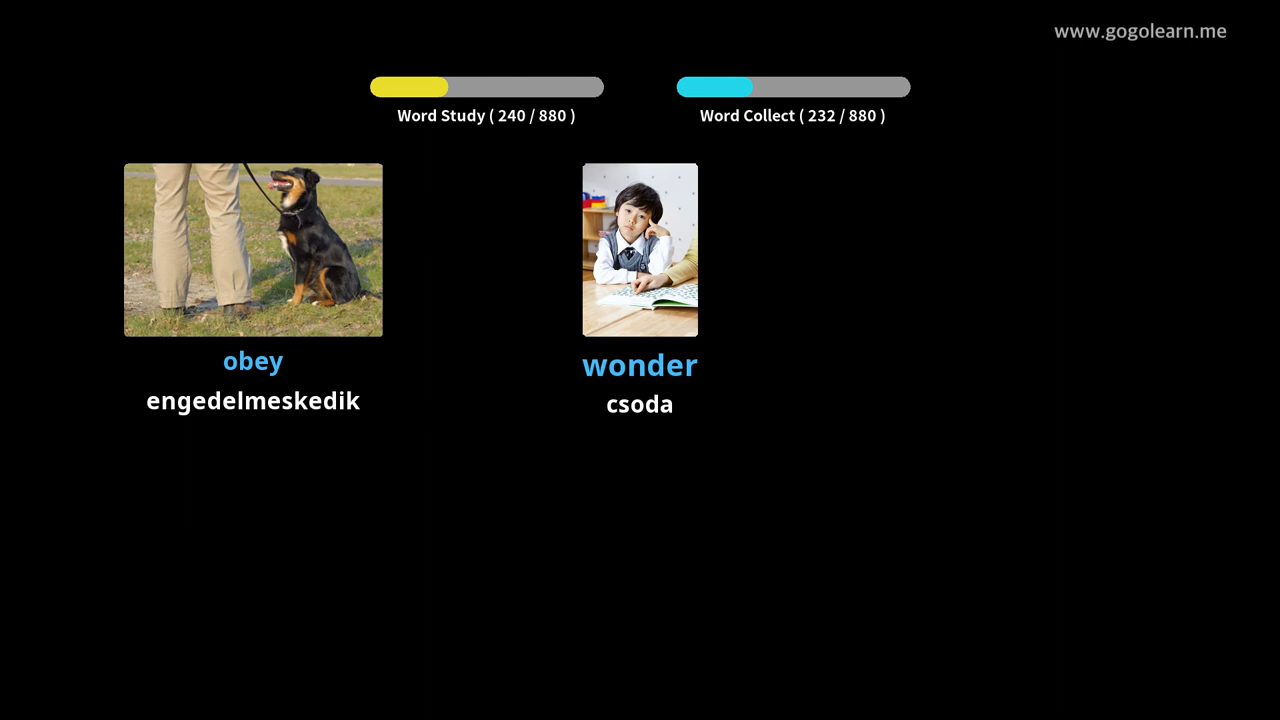 www.gogolearn.me
Word Study ( 240 / 880 )
Word Collect ( 232 / 880 )
obey
engedelmeskedik
wonder
csoda